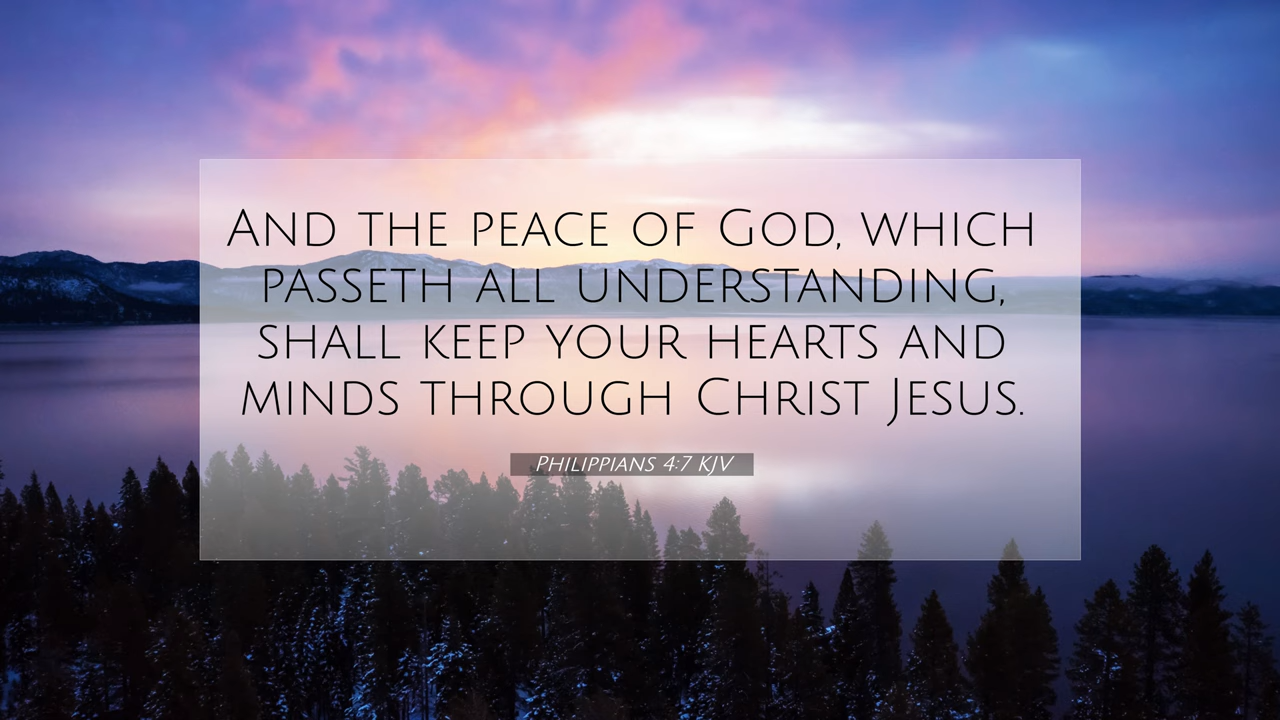 And the peace of God, which
passeth all understanding,
shall keep your hearts and
minds through Christ Jesus.
Philippians 4:7 KJV